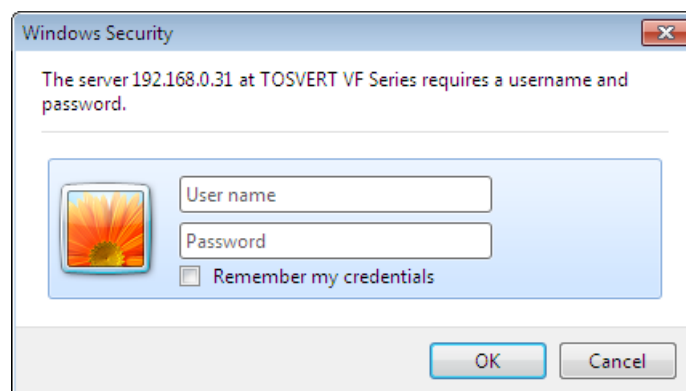 Windows Security
The server 192.168.0.31 at TOSVERT VF Series requires a username and
password.
User name
Password
Remember my credentials
OK
Cancel